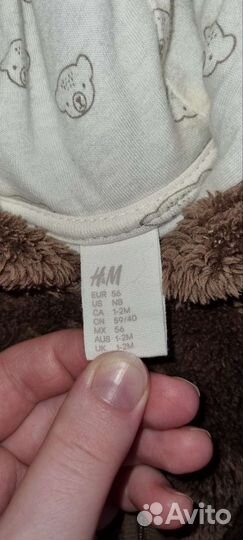 H&M
EUR 56
US NB
CA 1-2M
CN 59/40
MX 56
AUS 1-2M
UK 1-2M
Avito